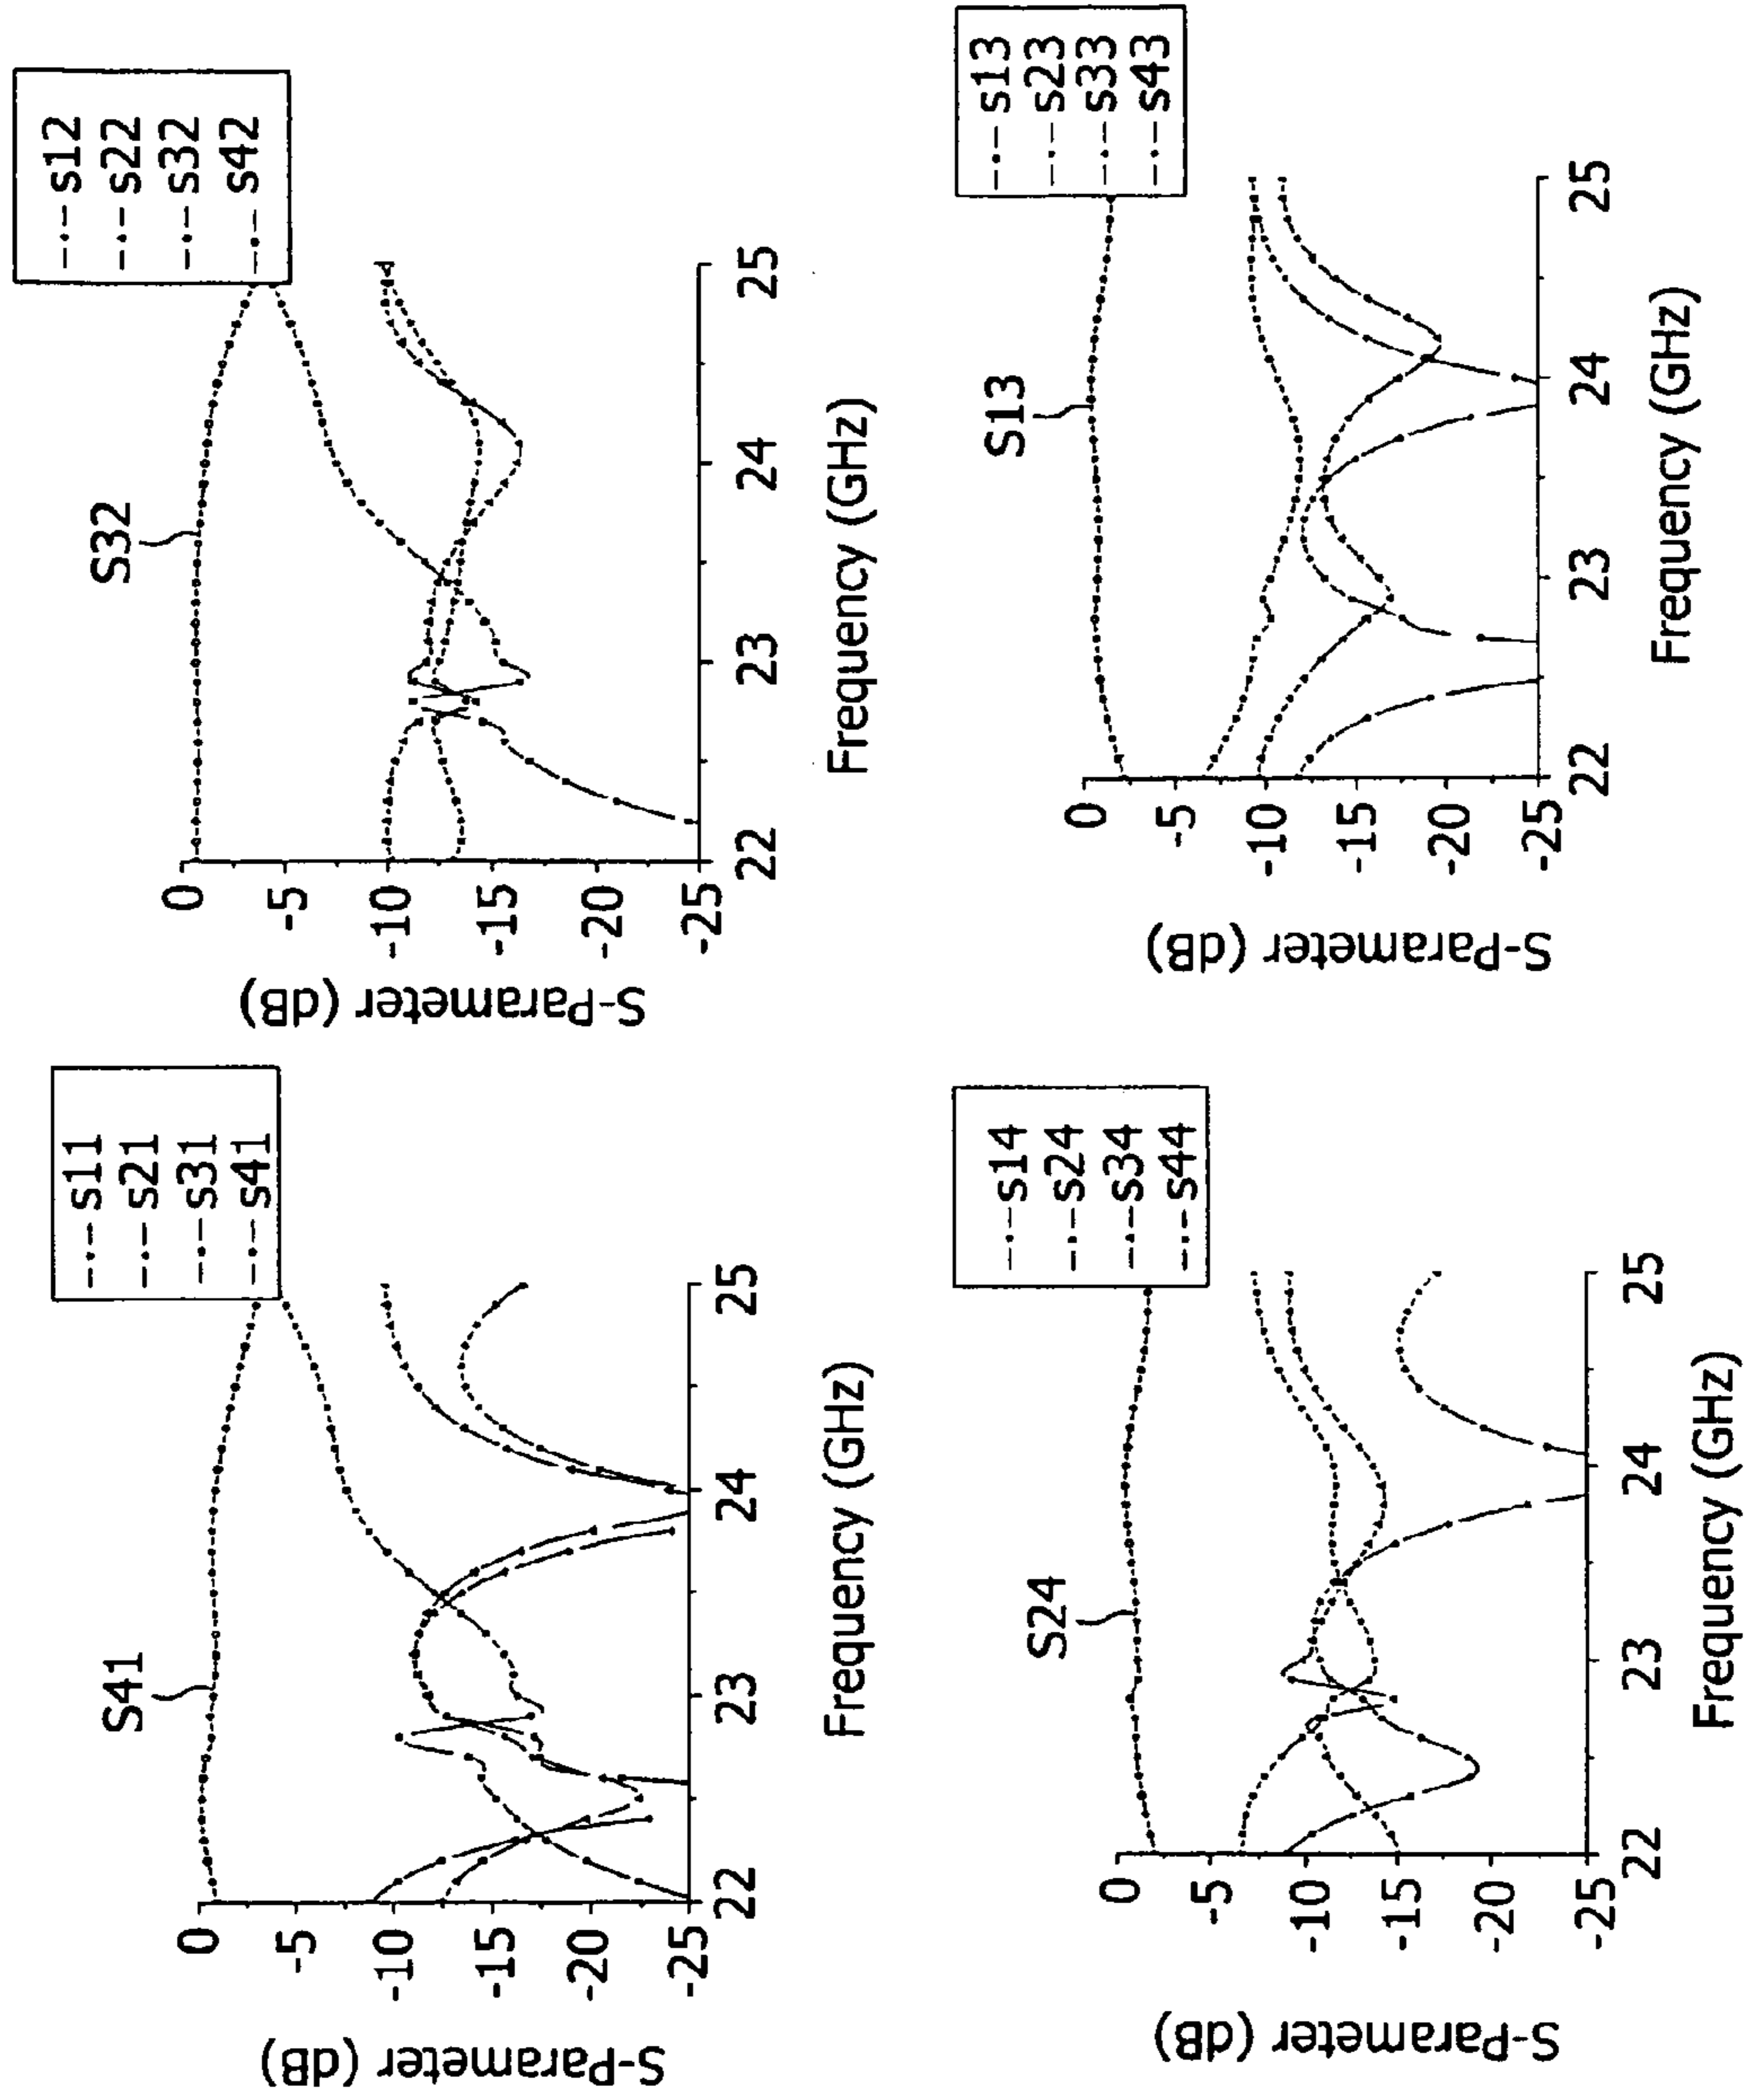 S41
s11
s21
s31
s41
0
-5
-10
-15
-20
-25
22
23
24
25
S-Parameter (dB)
Frequency (GHz)
S32
s12
s22
s32
s42
0
-5
-10
-15
-20
-25
22
23
24
25
S-Parameter (dB)
Frequency (GHz)
S24
s14
s24
s34
s44
0
-5
-10
-15
-20
-25
22
23
24
25
S-Parameter (dB)
Frequency (GHz)
S13
s13
s23
s33
s43
0
-5
-10
-15
-20
-25
22
23
24
25
S-Parameter (dB)
Frequency (GHz)